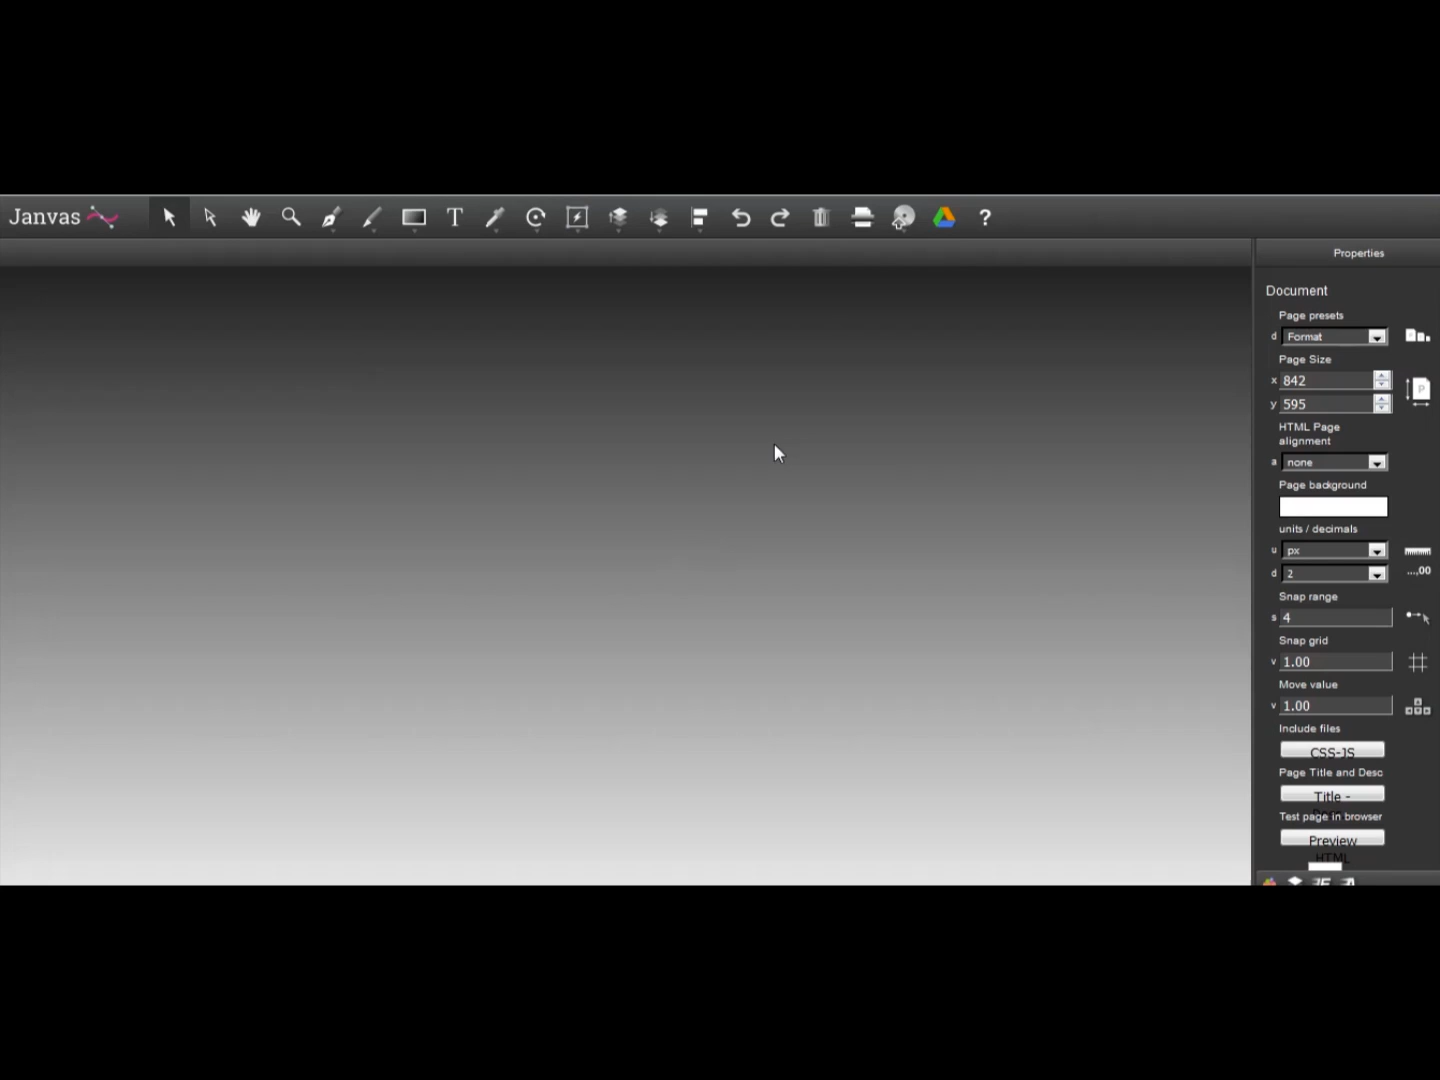 Janvas
T
?
Properties
Document
Page presets
d Format
Page Size
x 842
P
y 595
HTML Page
alignment
a none
Page background
units / decimals
u px
d 2
...,00
Snap range
s 4
Snap grid
v 1.00
Move value
v 1.00
Include files
CSS-JS
Page Title and Desc
Title -
Test page in browser
Preview
HTML